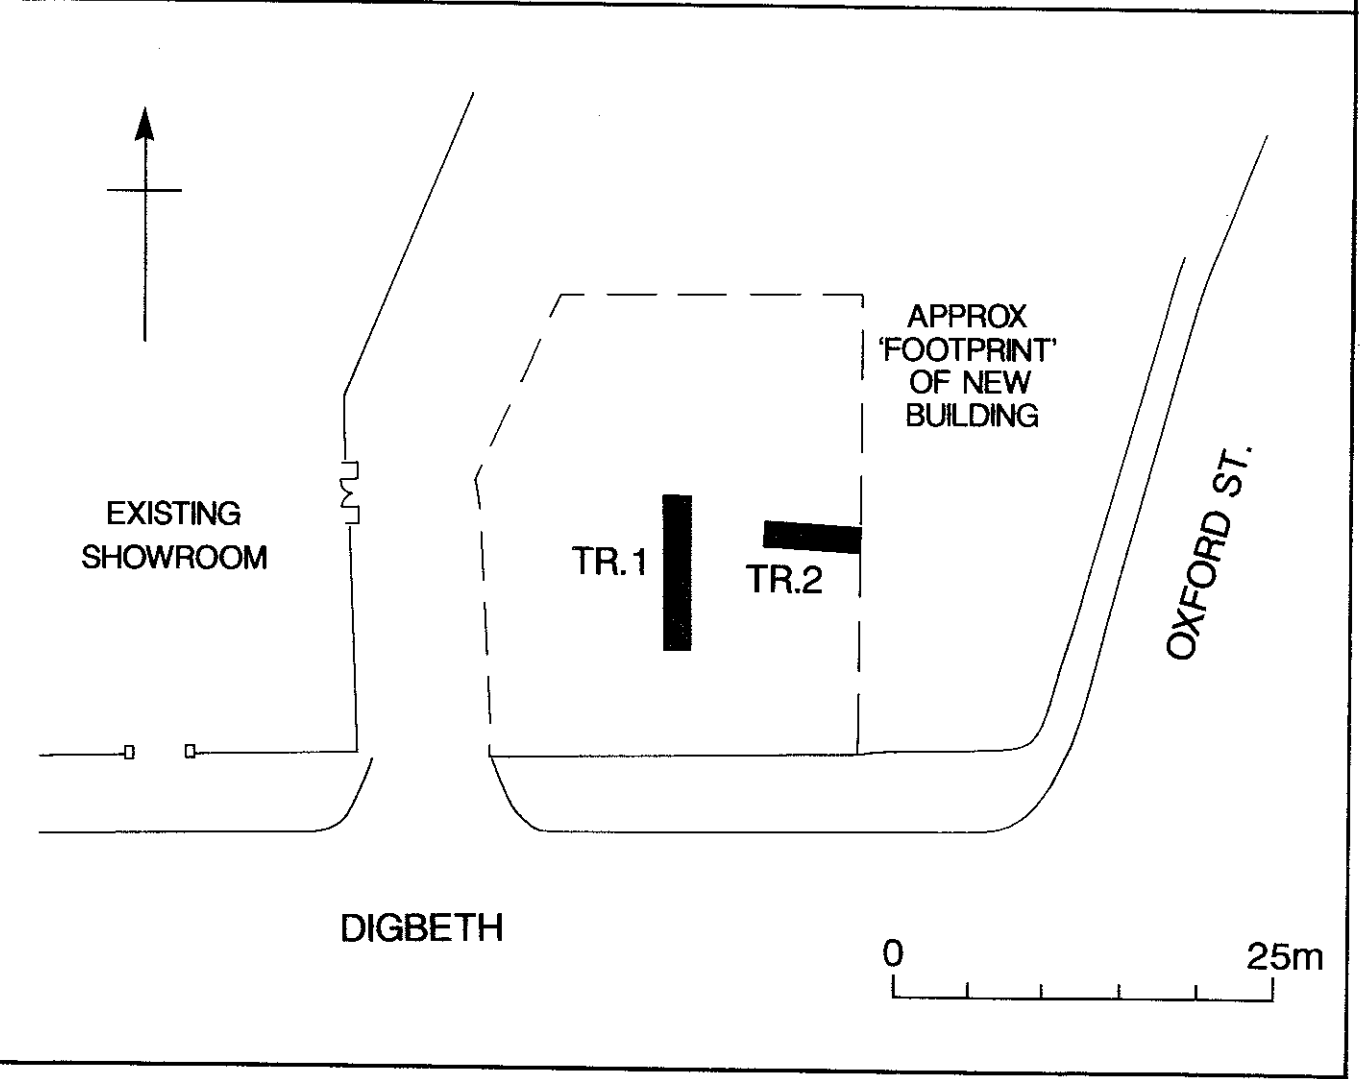 APPROX
'FOOTPRINT'
OF NEW
BUILDING
EXISTING
SHOWROOM
TR.1
TR.2
OXFORD ST.
DIGBETH
0
25m